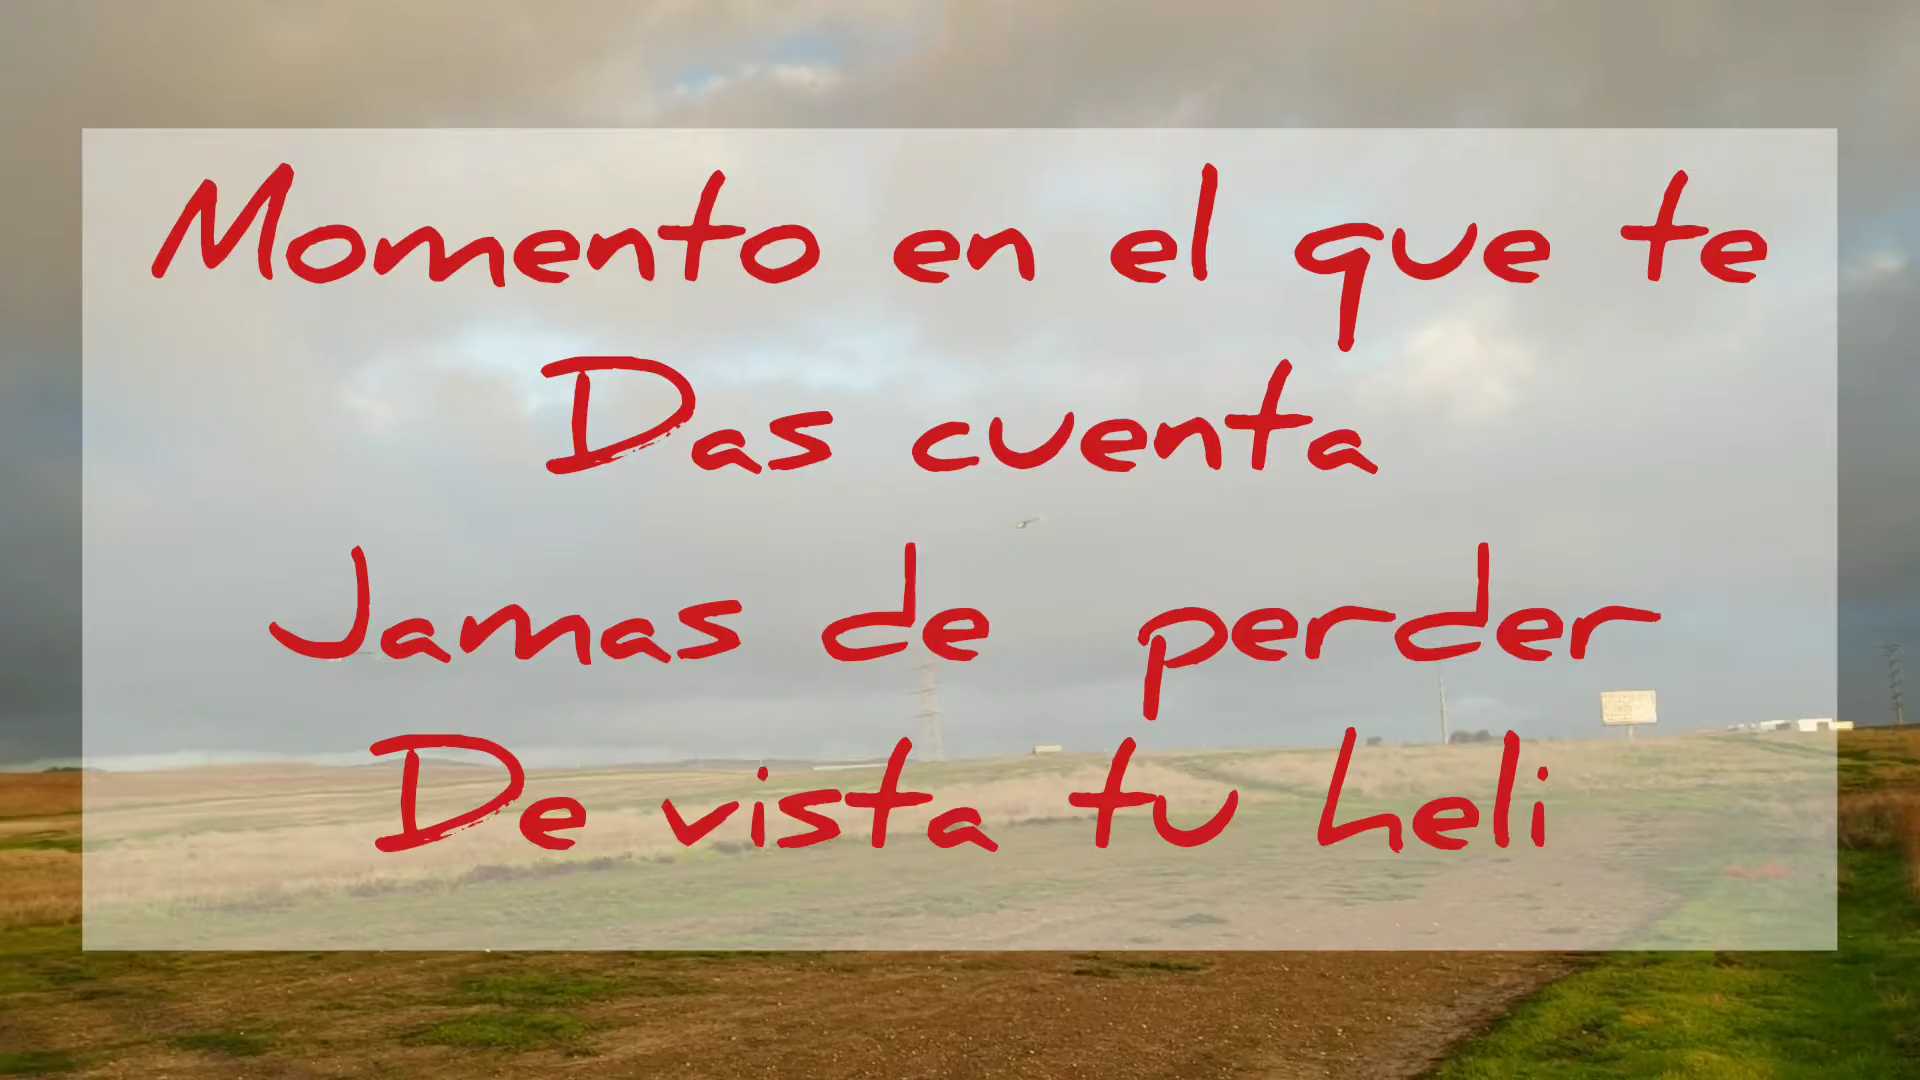 Momento en el que te
Das cuenta
Jamas de  perder
De vista tu heli